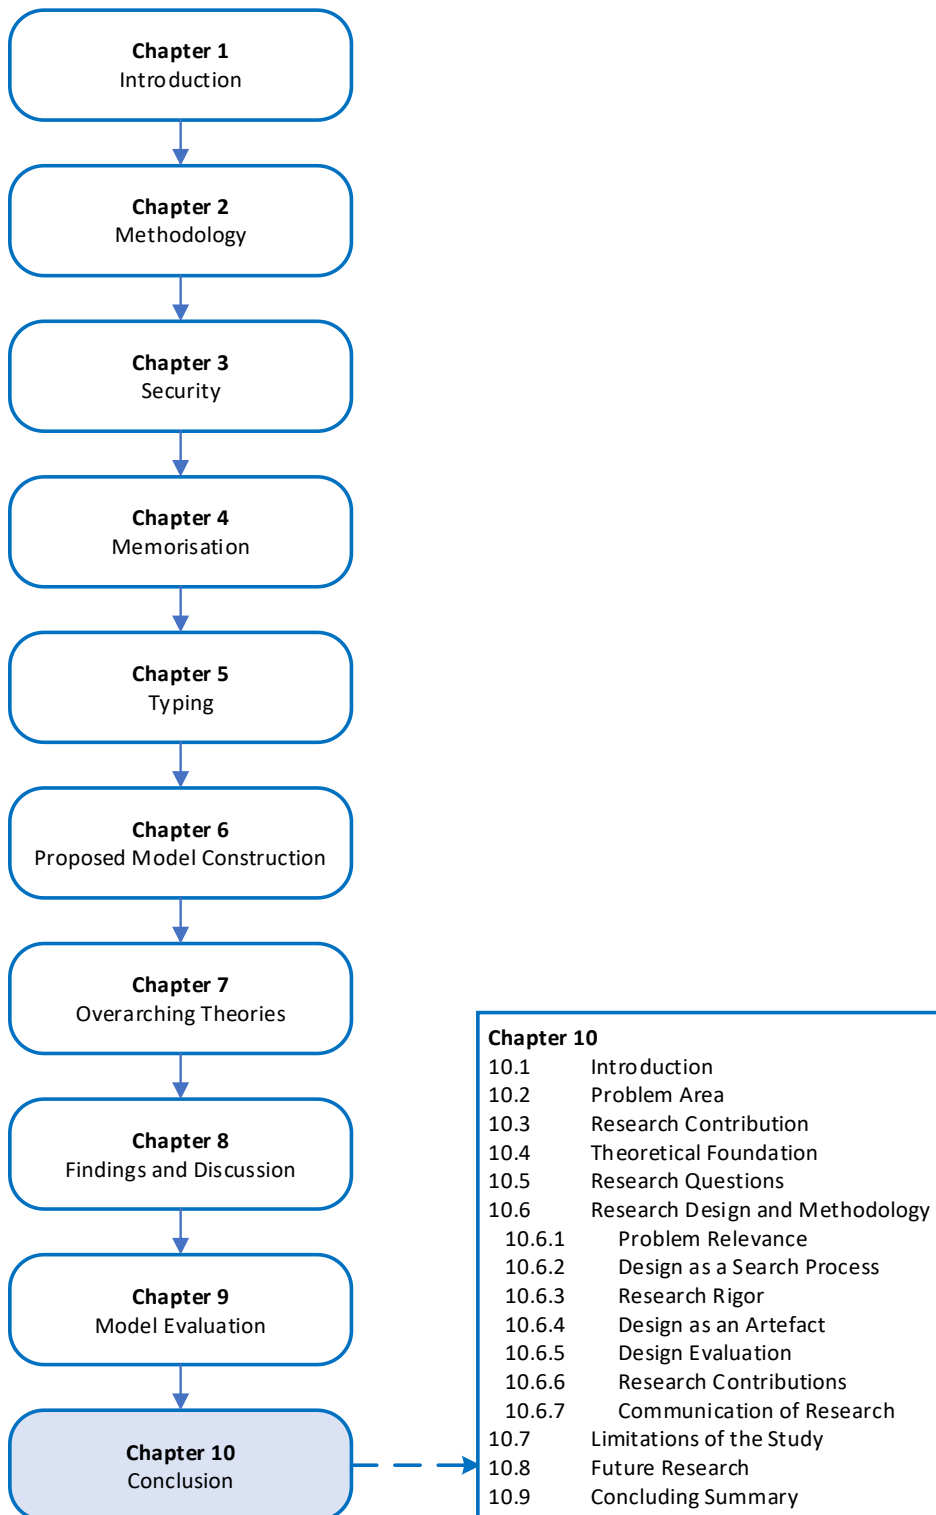 Chapter 1
Introduction
Chapter 2
Methodology
Chapter 3
Security
Chapter 4
Memorisation
Chapter 5
Typing
Chapter 6
Proposed Model Construction
Chapter 7
Overarching Theories
Chapter 8
Findings and Discussion
Chapter 9
Model Evaluation
Chapter 10
Conclusion
Chapter 10
10.1 Introduction
10.2 Problem Area
10.3 Research Contribution
10.4 Theoretical Foundation
10.5 Research Questions
10.6 Research Design and Methodology
10.6.1 Problem Relevance
10.6.2 Design as a Search Process
10.6.3 Research Rigor
10.6.4 Design as an Artefact
10.6.5 Design Evaluation
10.6.6 Research Contributions
10.6.7 Communication of Research
10.7 Limitations of the Study
10.8 Future Research
10.9 Concluding Summary